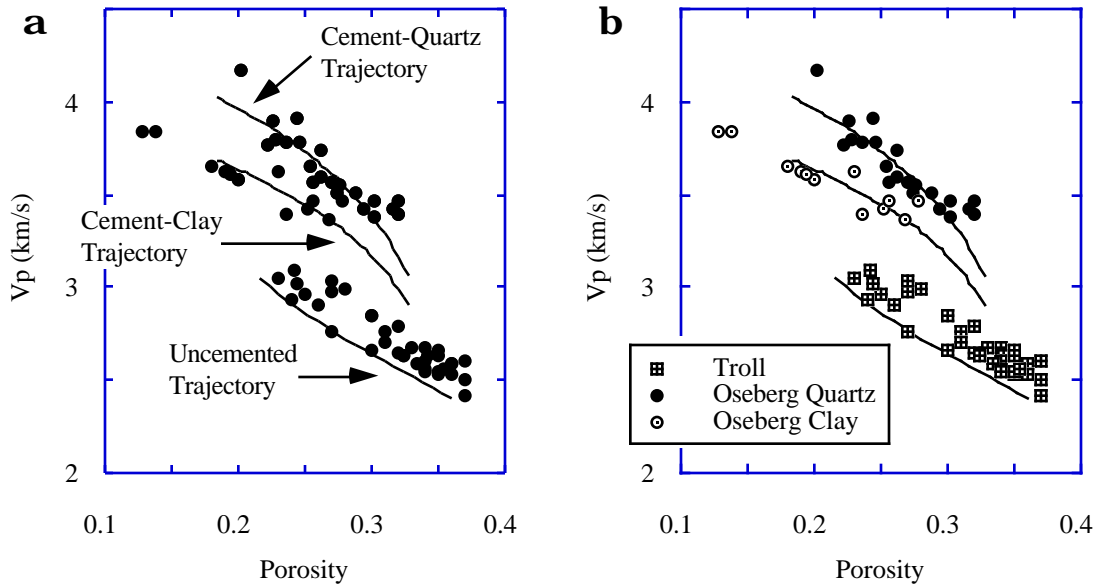 a
Cement-Quartz
Trajectory
Cement-Clay
Trajectory
Uncemented
Trajectory
Vp (km/s)
4
3
2
0.1 0.2 0.3 0.4
Porosity
b
Troll
Oseberg Quartz
Oseberg Clay
Vp (km/s)
4
3
2
0.1 0.2 0.3 0.4
Porosity